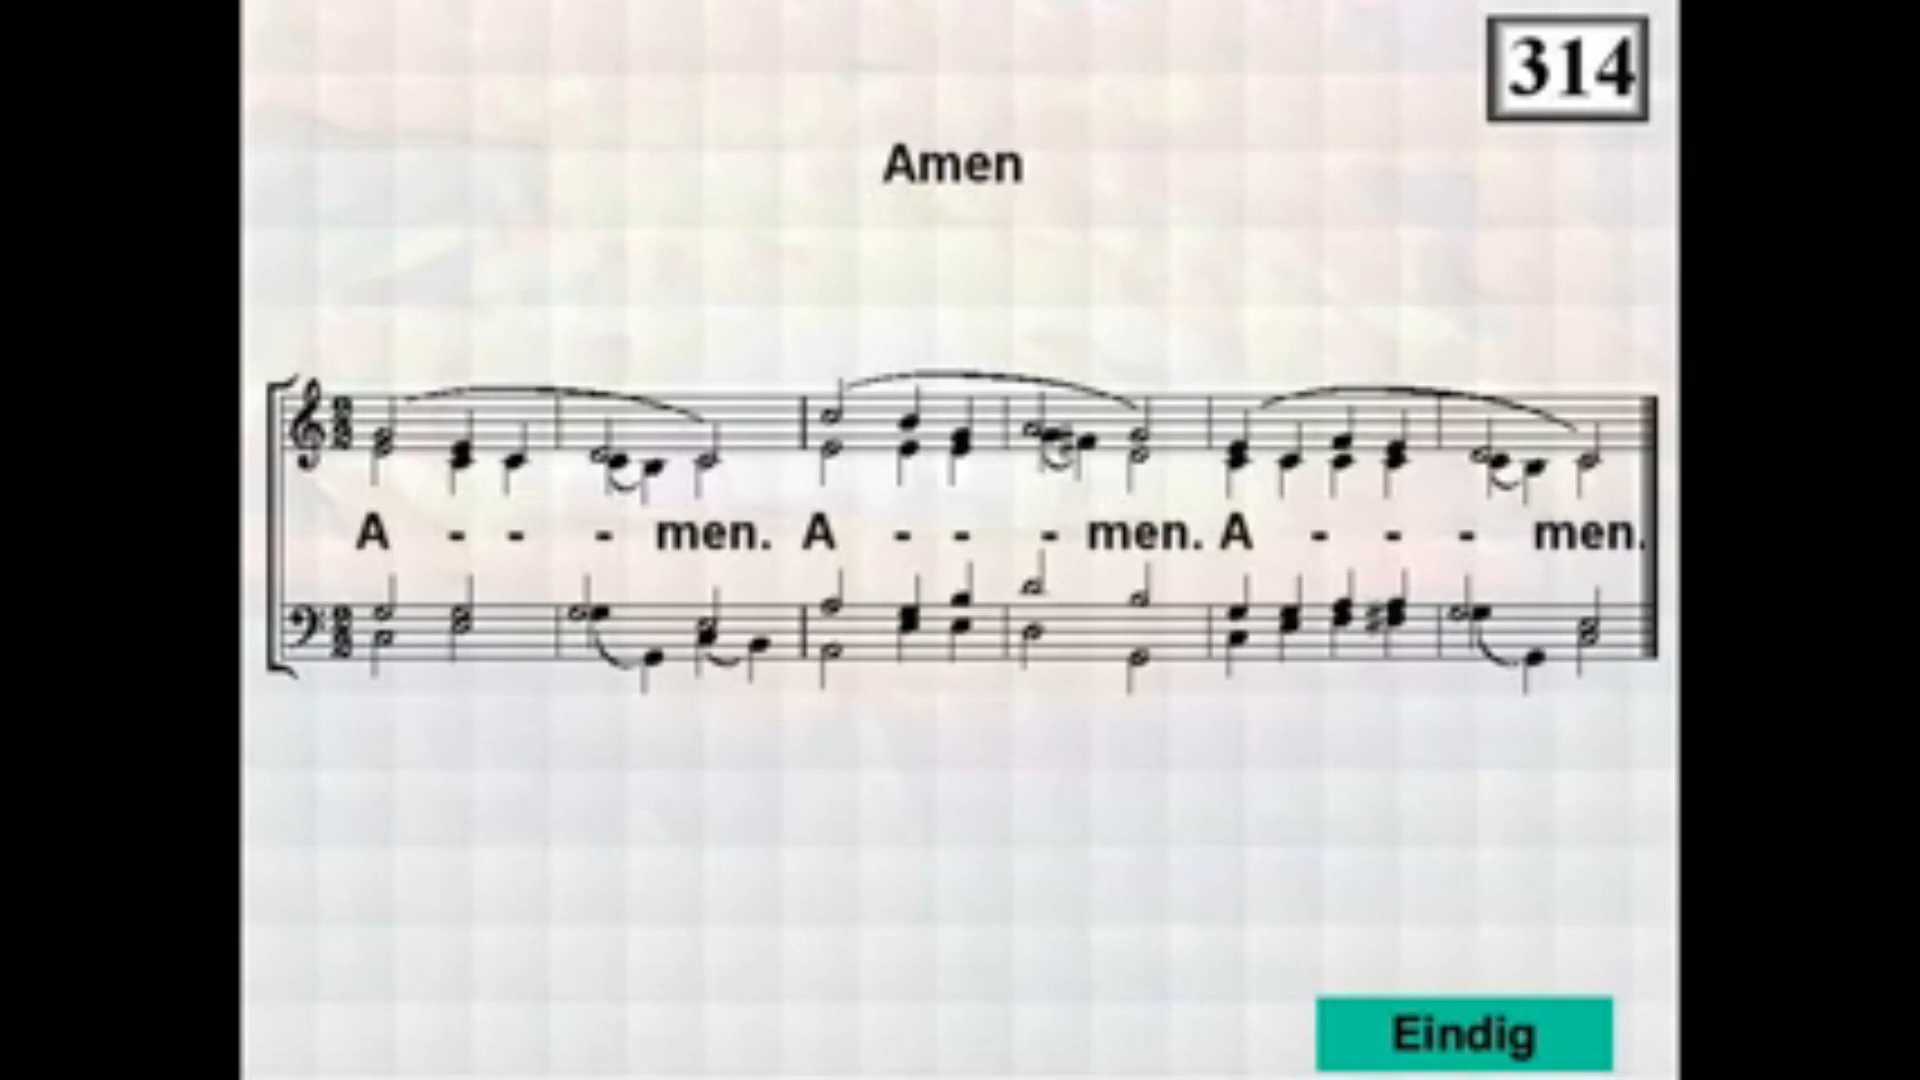 314
Amen
A - - - men. A - - - men. A - - - men.
Eindig